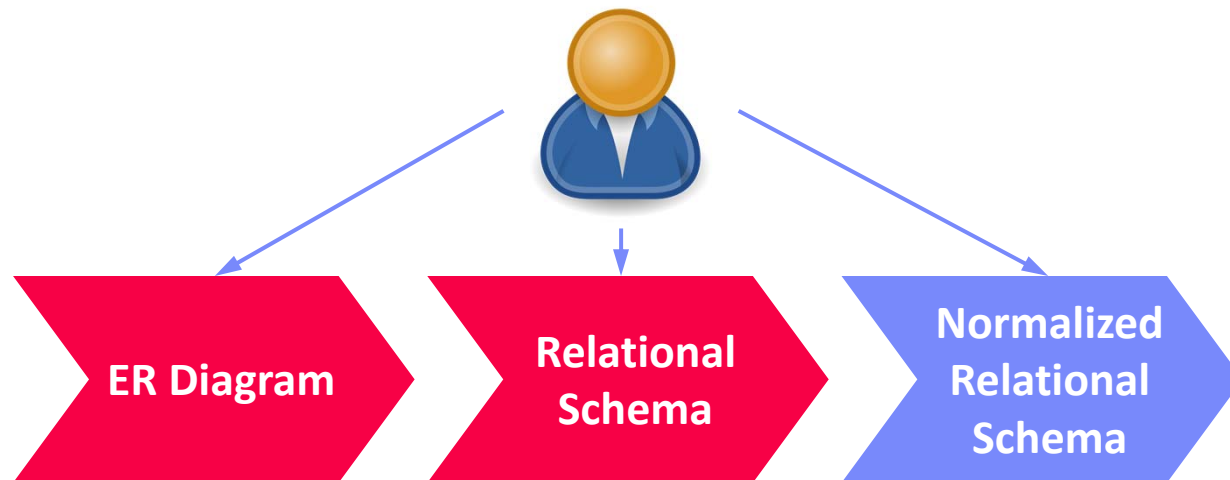 ER Diagram
Relational
Schema
Normalized
Relational
Schema